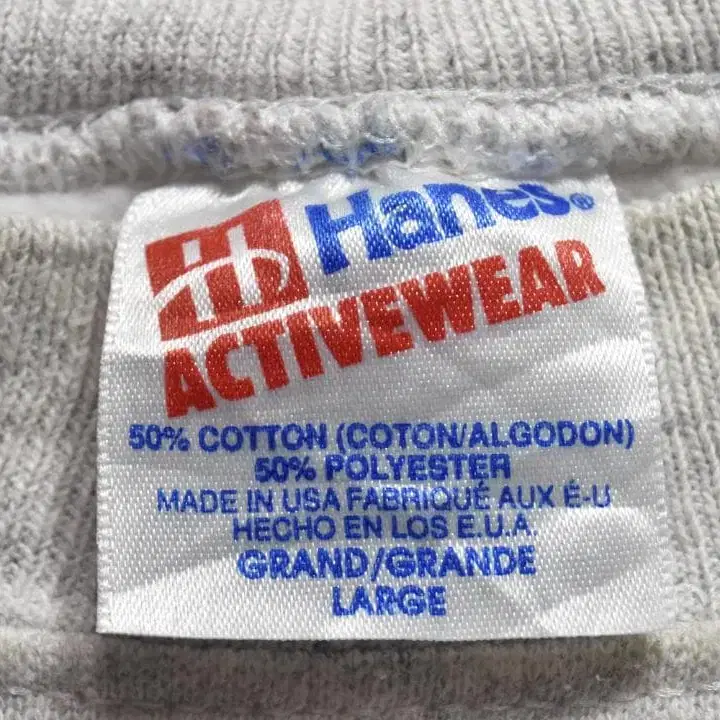 Hanes®
ACTIVEWEAR
50% COTTON (COTON/ALGODON)
50% POLYESTER
MADE IN USA FABRIQUÉ AUX É-U
HECHO EN LOS E.U.A.
GRAND/GRANDE
LARGE